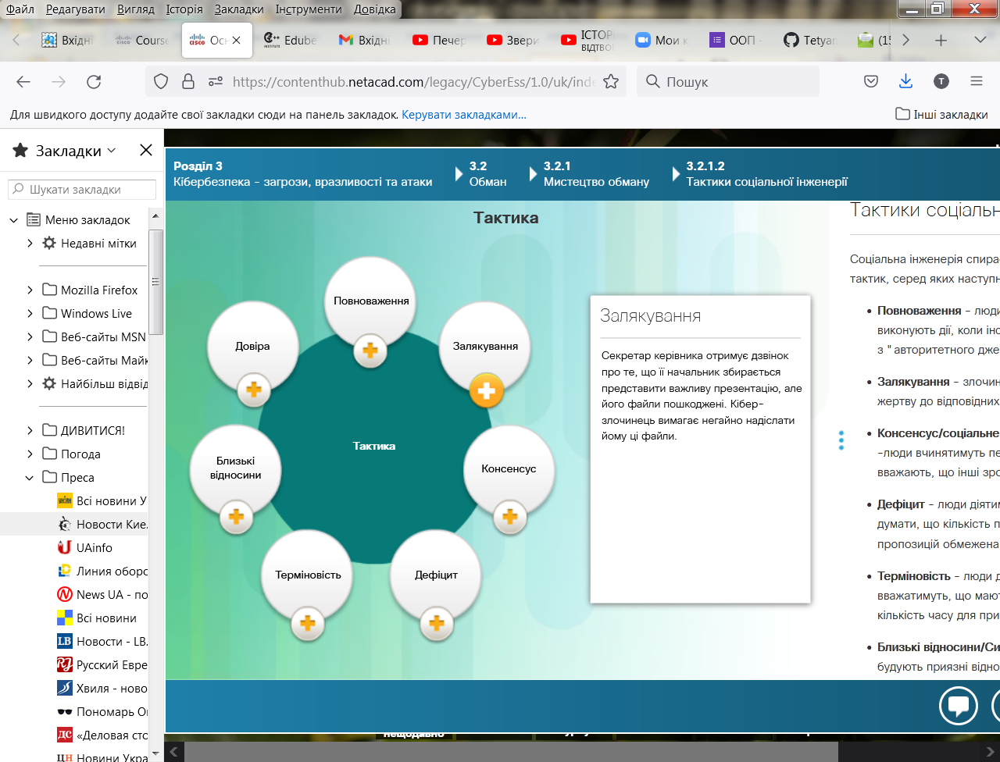 Файл Редагувати Вигляд Історія Закладки Інструменти Довідка
Вхідні Course Осн Edube Вхідні Печер Звери ІСТОРІ Мои к ООП - Tetyan (15
ВІДТВО
https://contenthub.netacad.com/legacy/CyberEss/1.0/uk/inde Пошук T
Для швидкого доступу додайте свої закладки сюди на панель закладок. Керувати закладками... Інші закладки
Закладки
Шукати закладки
Меню закладок
Недавні мітки
Mozilla Firefox
Windows Live
Веб-сайты MSN
Веб-сайты Майк
Найбільш відвід
ДИВИТИСЯ!
Погода
Преса
Всі новини У
Новости Кие.
UAinfo
Линия оборо
News UA - по
Всі новини
Новости - LB.
Русский Евре
Хвиля - ново
Пономарь О
«Деловая сто
Новини Укра
Розділ 3
Кібербезпека - загрози, вразливості та атаки
3.2
Обман
3.2.1
Мистецтво обману
3.2.1.2
Тактики соціальної інженерії
Тактика
Повноваження
Довіра
Залякування
Близькі
відносини
Тактика
Консенсус
Терміновість
Дефіцит
Залякування
Секретар керівника отримує дзвінок
про те, що її начальник збирається
представити важливу презентацію, але
його файли пошкоджені. Кібер-
злочинець вимагає негайно надіслати
йому ці файли.
Тактики соціальн
Соціальна інженерія спирає
тактик, серед яких наступн
• Повноваження - люди
виконують дії, коли інс
з "авторитетного дже
• Залякування - злочин
жертву до відповідних
• Консенсус/соціальне
-люди вчинятимуть пе
вважають, що інші зро
• Дефіцит - люди діятим
думати, що кількість п
пропозицій обмежена
• Терміновість - люди д
вважатимуть, що мают
кількість часу для при
• Близькі відносини/Си
будують приязні відно
нещодавно